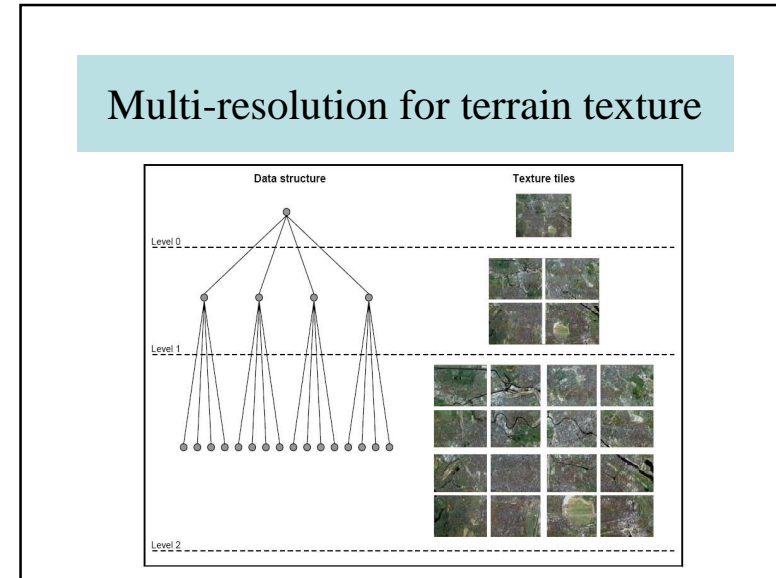 Multi-resolution for terrain texture
Data structure
Texture tiles
Level 0
Level 1
Level 2